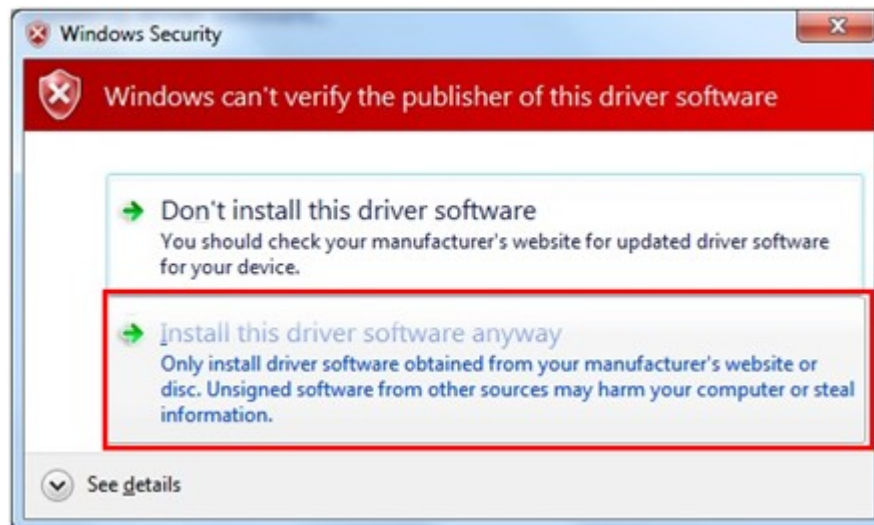 Windows Security
Windows can't verify the publisher of this driver software
Don't install this driver software
You should check your manufacturer's website for updated driver software
for your device.
Install this driver software anyway
Only install driver software obtained from your manufacturer's website or
disc. Unsigned software from other sources may harm your computer or steal
information.
See details